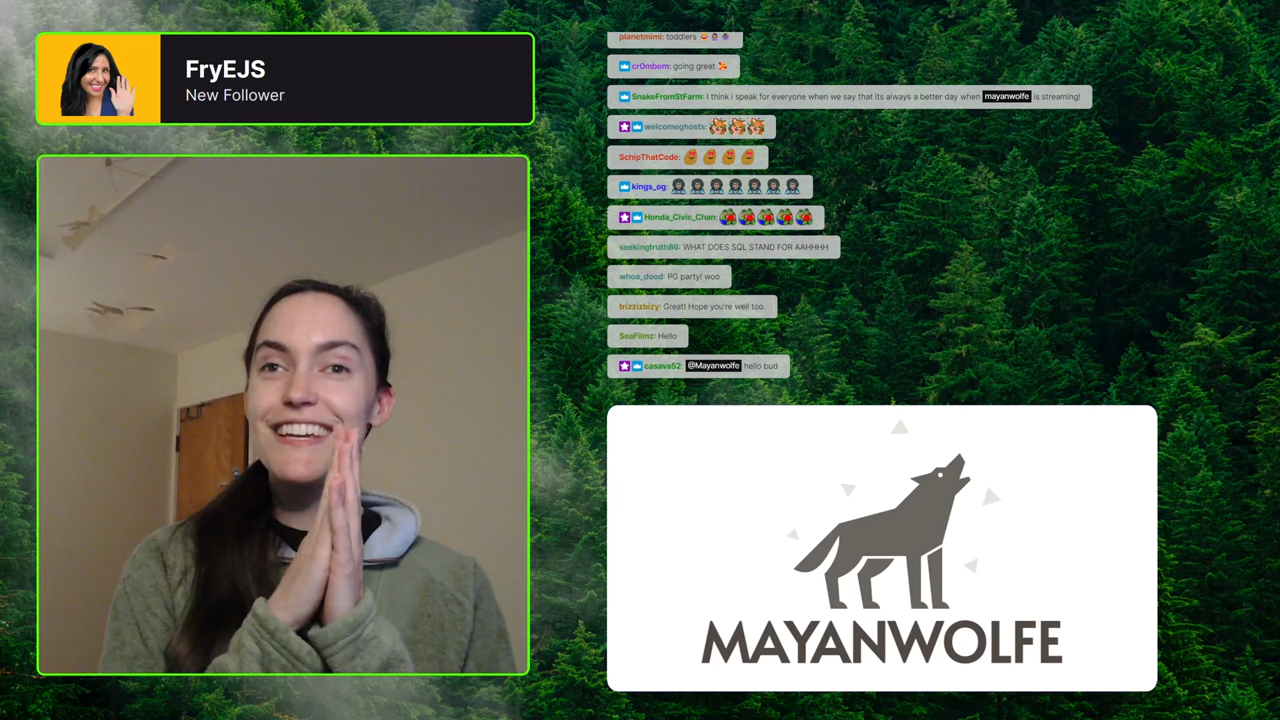 FryEJS
New Follower
planetmimi: toddlers
cr0mbom: going great
SnakeFromStFarm: I think i speak for everyone when we say that its always a better day when mayanwolfe is streaming!
welcomeghosts:
SchipThatCode:
kings_og:
Honda_Civic_Chan:
seekingtruth86: WHAT DOES SQL STAND FOR AAHHHH
whoa_dood: PG party! woo
trizzizbizy: Great! Hope you're well too.
SeaFilmz: Hello
casava52: @Mayanwolfe hello bud
MAYANWOLFE